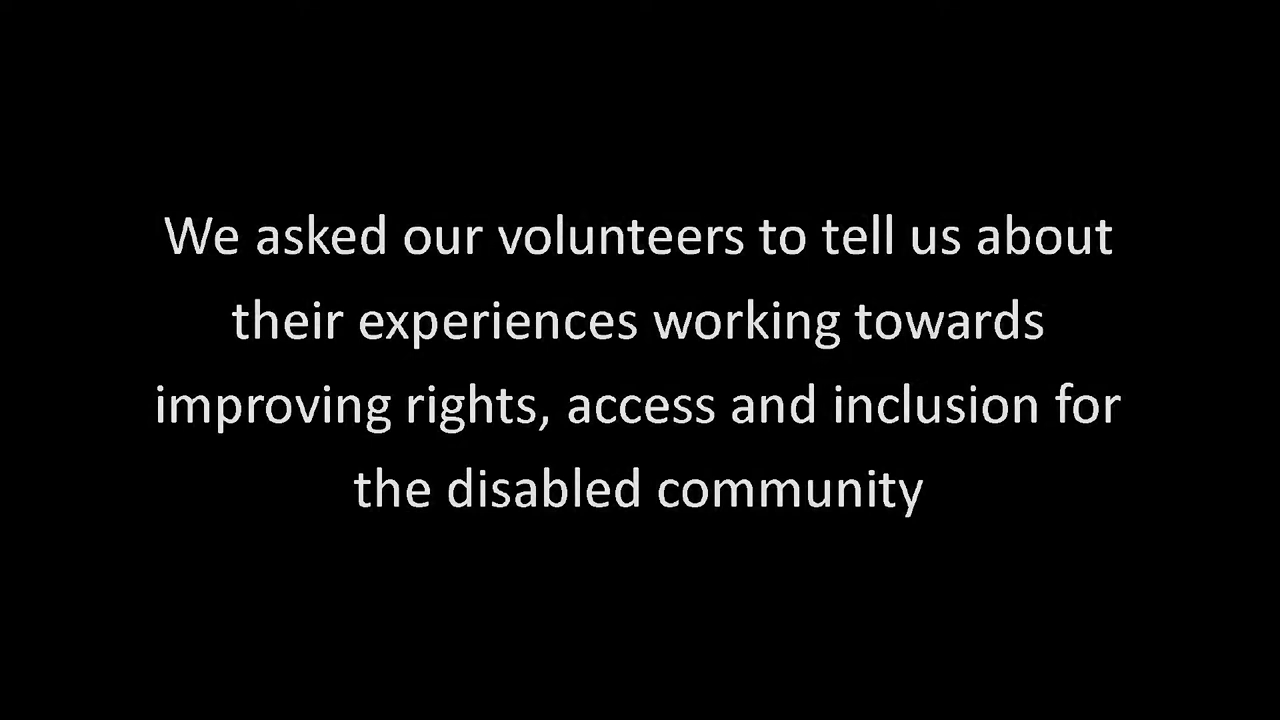 We asked our volunteers to tell us about
their experiences working towards
improving rights, access and inclusion for
the disabled community